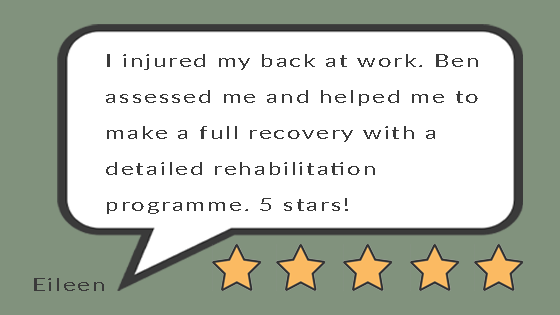 I injured my back at work. Ben
assessed me and helped me to
make a full recovery with a
detailed rehabilitation
programme. 5 stars!
Eileen